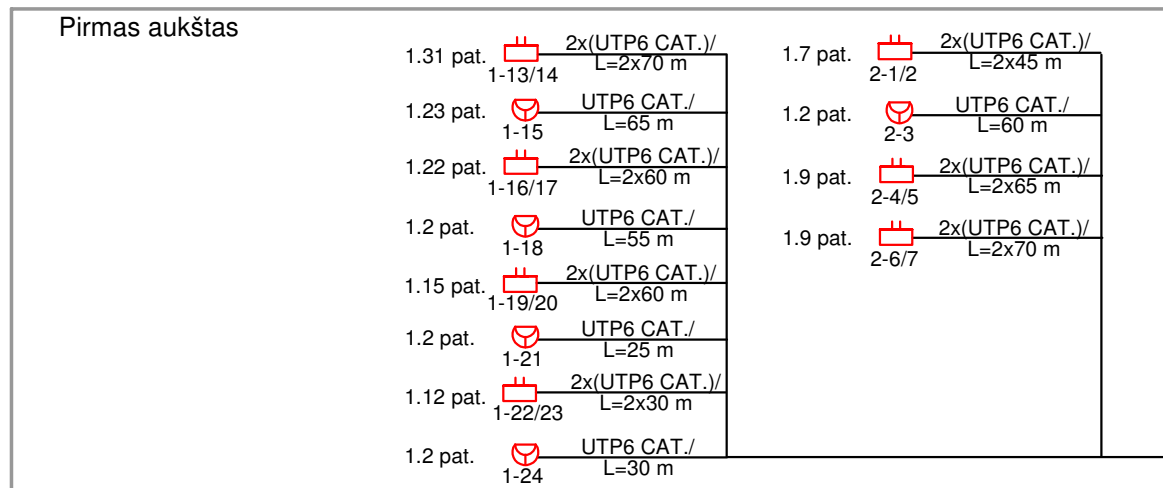 Pirmas aukštas
1.31 pat.
1-13/14
2x(UTP6 CAT.)/
L=2x70 m
1.23 pat.
1-15
UTP6 CAT./
L=65 m
1.22 pat.
1-16/17
2x(UTP6 CAT.)/
L=2x60 m
1.2 pat.
1-18
UTP6 CAT./
L=55 m
1.15 pat.
1-19/20
2x(UTP6 CAT.)/
L=2x60 m
1.2 pat.
1-21
UTP6 CAT./
L=25 m
1.12 pat.
1-22/23
2x(UTP6 CAT.)/
L=2x30 m
1.2 pat.
1-24
UTP6 CAT./
L=30 m
1.7 pat.
2-1/2
2x(UTP6 CAT.)/
L=2x45 m
1.2 pat.
2-3
UTP6 CAT./
L=60 m
1.9 pat.
2-4/5
2x(UTP6 CAT.)/
L=2x65 m
1.9 pat.
2-6/7
2x(UTP6 CAT.)/
L=2x70 m